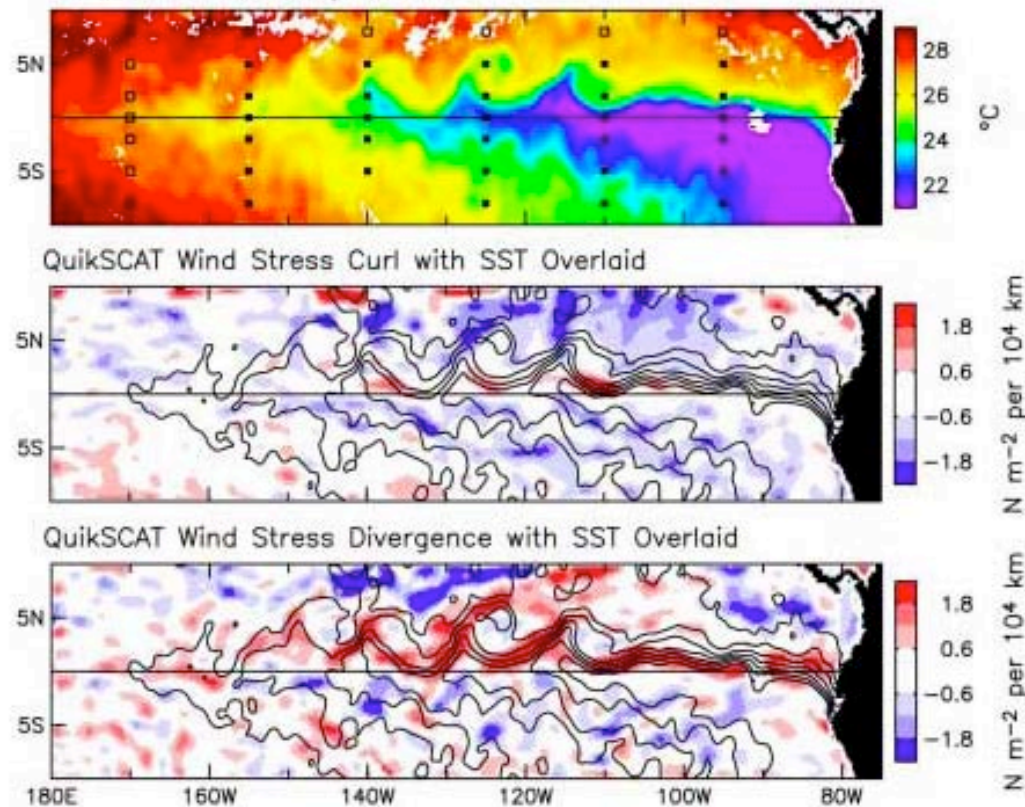 5N
5S
28
26
24
22
°C
QuikSCAT Wind Stress Curl with SST Overlaid
5N
5S
1.8
0.6
−0.6
−1.8
N m⁻² per 10⁴ km
QuikSCAT Wind Stress Divergence with SST Overlaid
5N
5S
1.8
0.6
−0.6
−1.8
N m⁻² per 10⁴ km
180E 160W 140W 120W 100W 80W